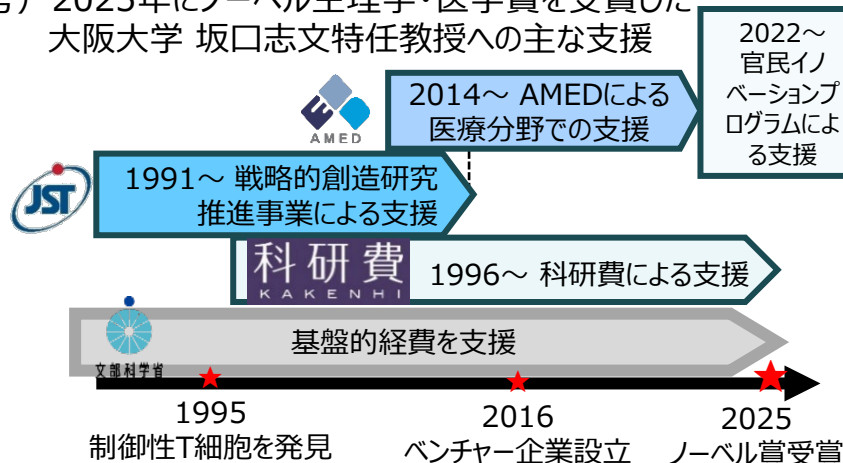 2025年にノーベル生理学・医学賞を受賞した
大阪大学 坂口志文特任教授への主な支援
2022～
官民イノ
ベーションプ
ログラムによ
る支援
AMED
2014～ AMEDによる
医療分野での支援
JST
1991～ 戦略的創造研究
推進事業による支援
科研費
KAKENHI
1996～ 科研費による支援
文部科学省
基盤的経費を支援
1995
制御性T細胞を発見
2016
ベンチャー企業設立
2025
ノーベル賞受賞